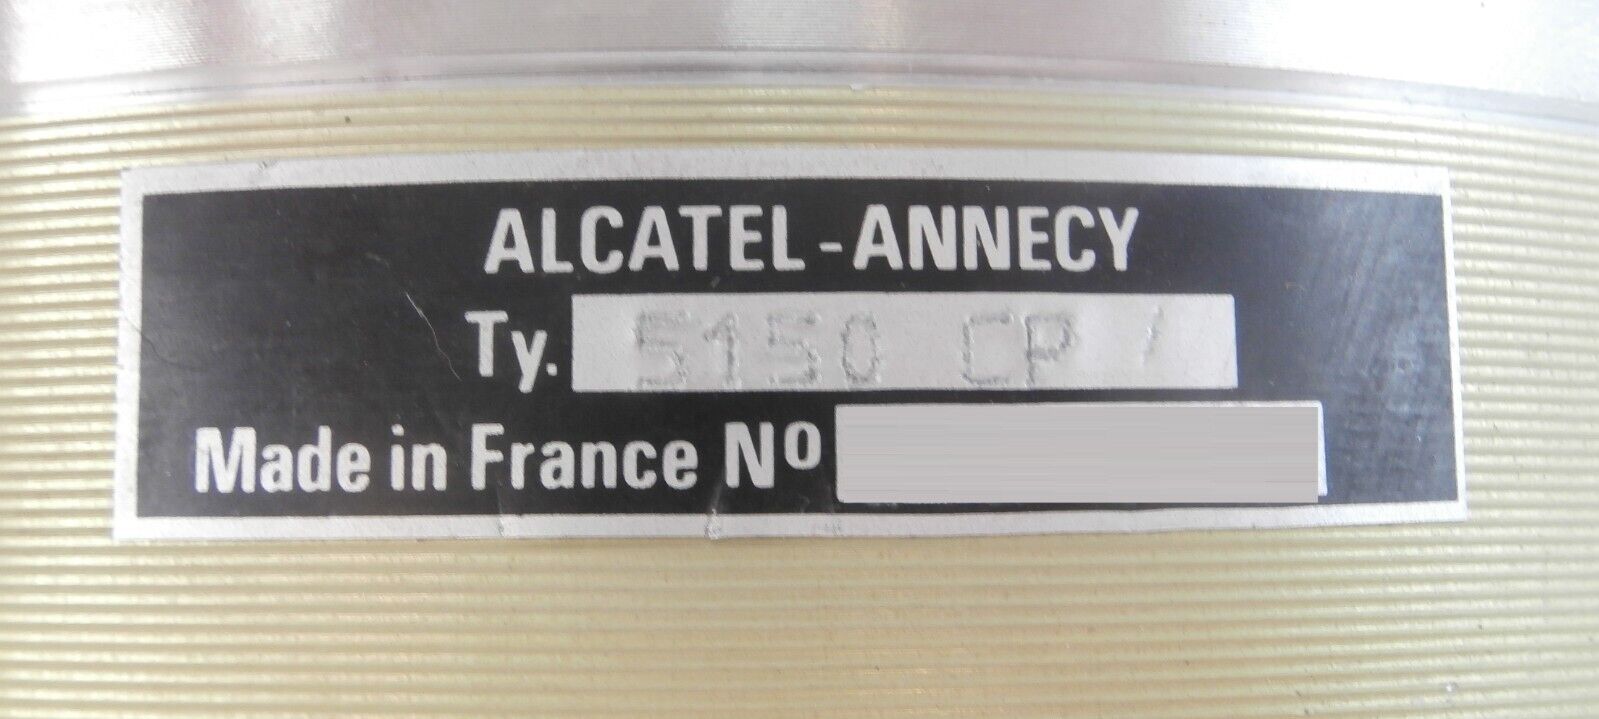 ALCATEL-ANNECY
Ty. 5150 CP /
Made in France Nº